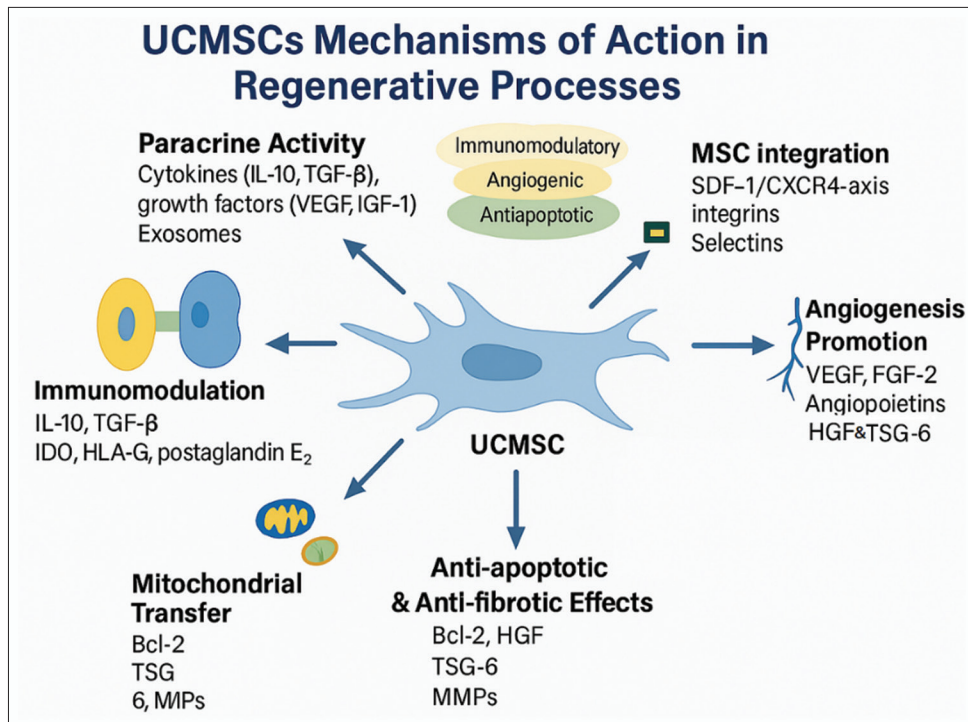 UCMSCs Mechanisms of Action in
Regenerative Processes
Paracrine Activity
Cytokines (IL-10, TGF-β),
growth factors (VEGF, IGF-1)
Exosomes
Immunomodulatory
Angiogenic
Antiapoptotic
MSC integration
SDF-1/CXCR4-axis
integrins
Selectins
Immunomodulation
IL-10, TGF-β
IDO, HLA-G, postaglandin E₂
UCMSC
Angiogenesis
Promotion
VEGF, FGF-2
Angiopoietins
HGF&TSG-6
Mitochondrial
Transfer
Bcl-2
TSG
6, MMPs
Anti-apoptotic
& Anti-fibrotic Effects
Bcl-2, HGF
TSG-6
MMPs